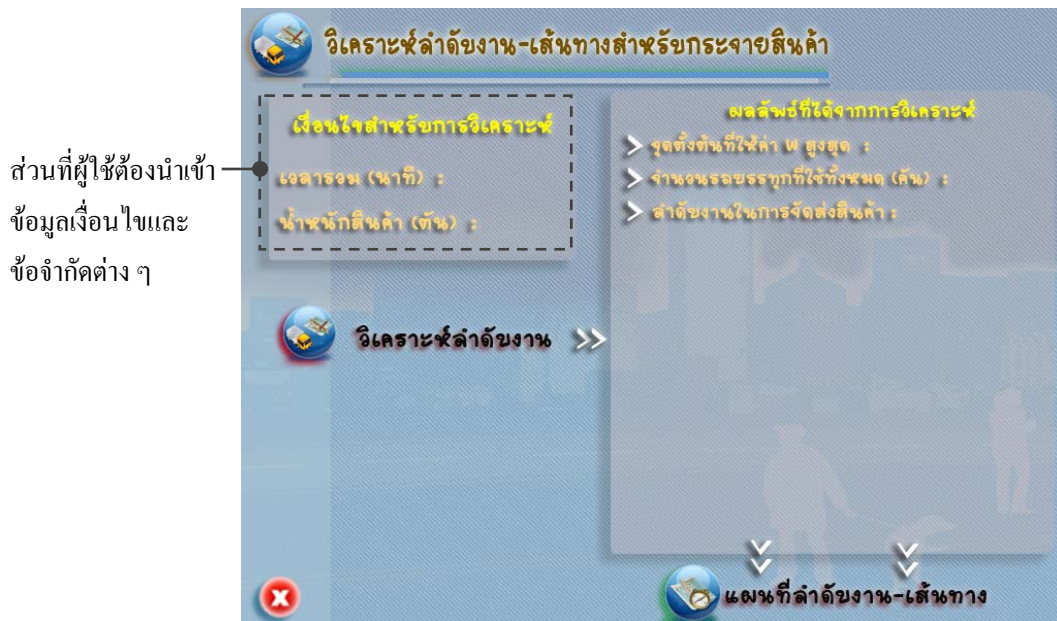 วิเคราะห์ลำดับงาน-เส้นทางสำหรับกระจายสินค้า
ส่วนที่ผู้ใช้ต้องนำเข้า
ข้อมูลเงื่อนไขและ
ข้อจำกัดต่าง ๆ
เงื่อนไขสำหรับการวิเคราะห์
เวลารวม (นาที) :
น้ำหนักสินค้า (ตัน) :
วิเคราะห์ลำดับงาน
ผลลัพธ์ที่ได้จากการวิเคราะห์
จุดตั้งต้นที่ให้ค่า W สูงสุด :
จำนวนรถบรรทุกที่ใช้ทั้งหมด (คัน) :
ลำดับงานในการจัดส่งสินค้า :
แผนที่ลำดับงาน-เส้นทาง